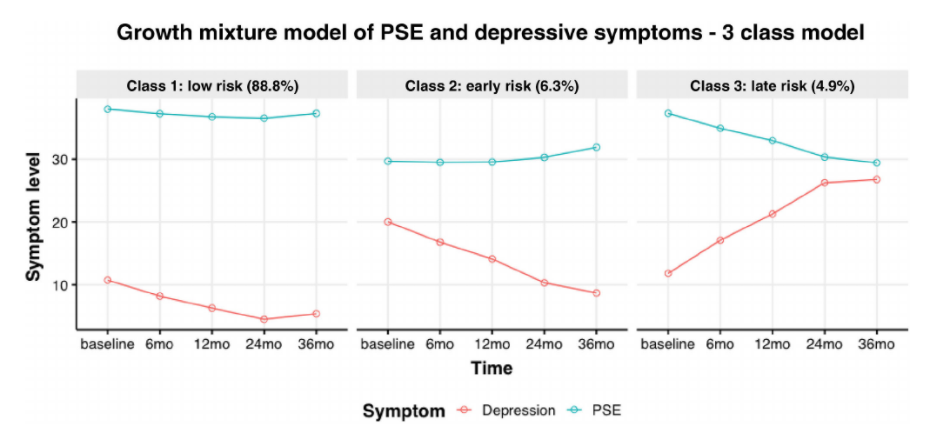 Growth mixture model of PSE and depressive symptoms - 3 class model
Class 1: low risk (88.8%) Class 2: early risk (6.3%) Class 3: late risk (4.9%)
Symptom level
30
20
10
baseline 6mo 12mo 24mo 36mo baseline 6mo 12mo 24mo 36mo baseline 6mo 12mo 24mo 36mo
Time
Symptom Depression PSE